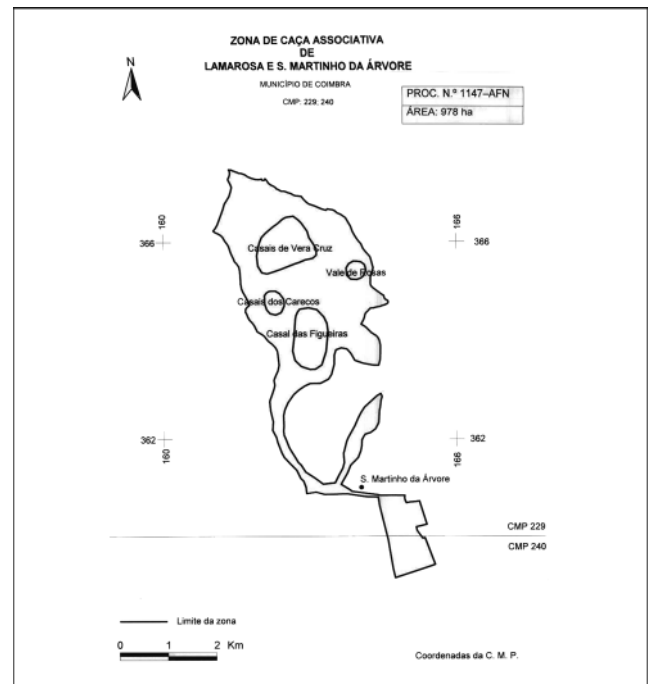 ZONA DE CAÇA ASSOCIATIVA
DE
LAMAROSA E S. MARTINHO DA ÁRVORE
MUNICÍPIO DE COIMBRA
CMP: 229; 240
N
PROC. N.º 1147–AFN
ÁREA: 978 ha
160
366
166
366
Casais de Vera Cruz
Vale de Rosas
Casais dos Carecos
Casal das Figueiras
362
160
362
166
S. Martinho da Árvore
CMP 229
CMP 240
Limite da zona
0 1 2 Km
Coordenadas da C. M. P.